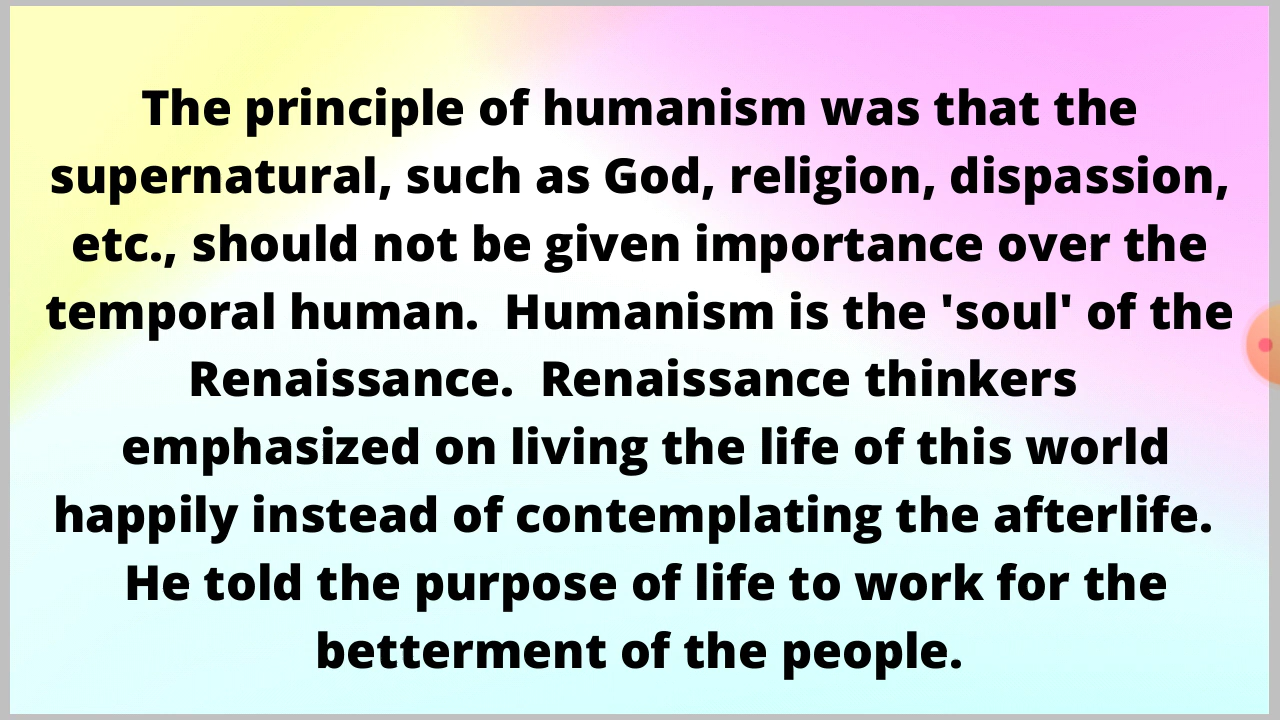 The principle of humanism was that the
supernatural, such as God, religion, dispassion,
etc., should not be given importance over the
temporal human.  Humanism is the 'soul' of the
Renaissance.  Renaissance thinkers
emphasized on living the life of this world
happily instead of contemplating the afterlife.
He told the purpose of life to work for the
betterment of the people.